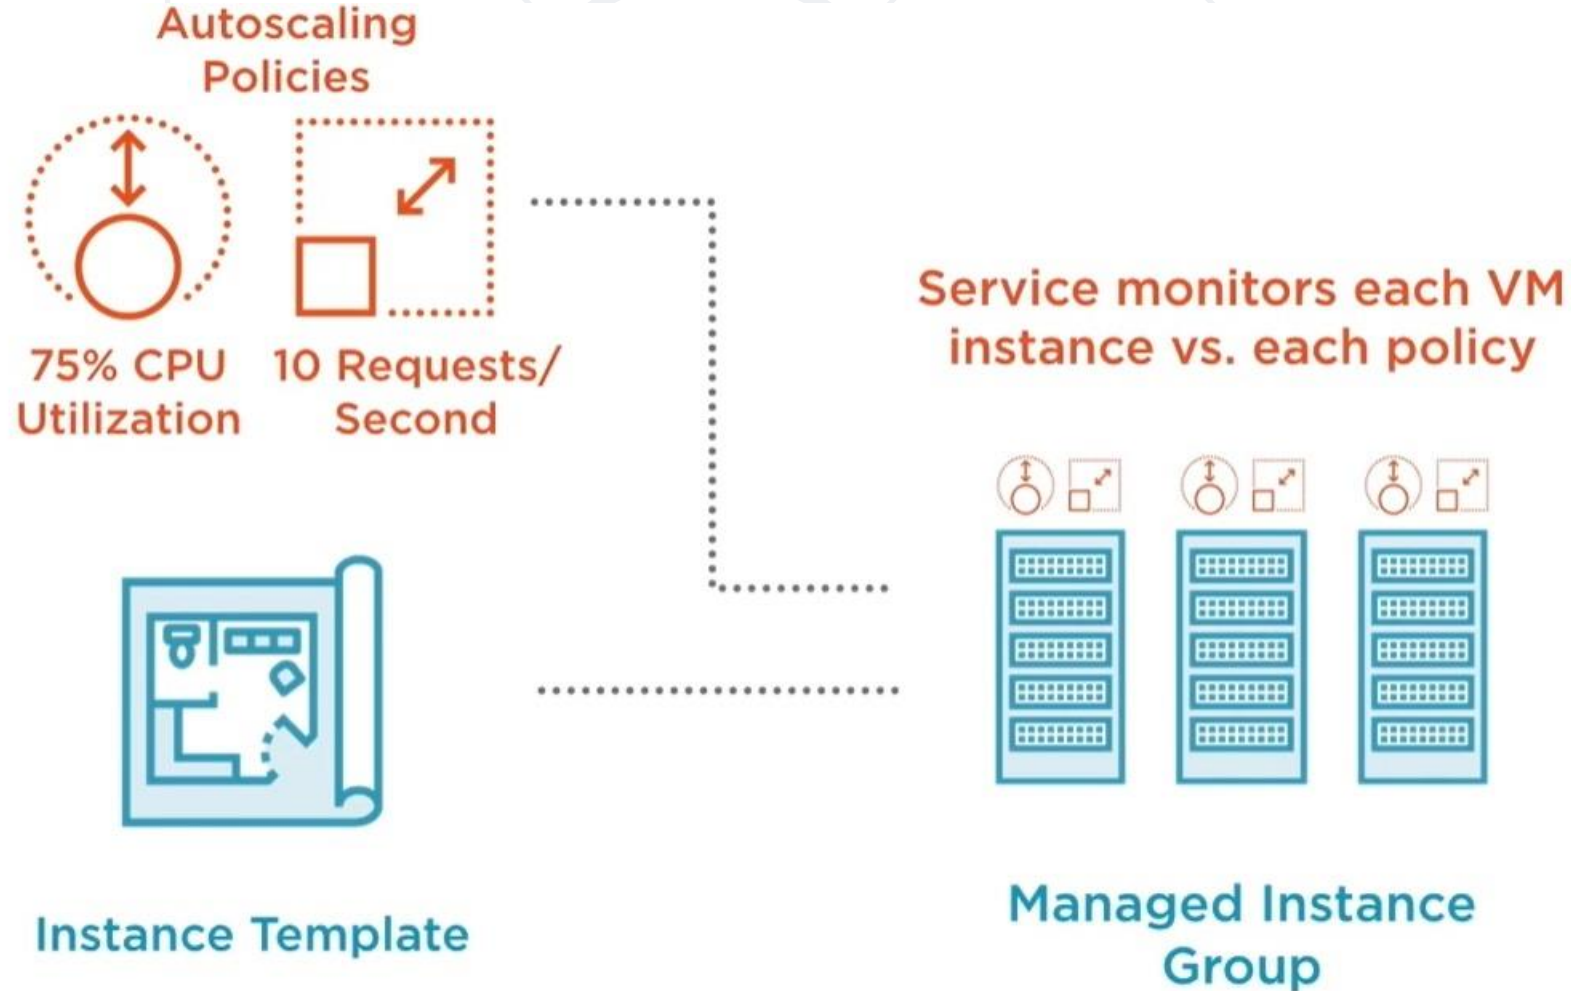 Autoscaling
Policies
75% CPU
Utilization
10 Requests/
Second
Service monitors each VM
instance vs. each policy
Instance Template
Managed Instance
Group